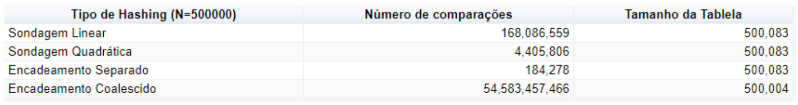 Tipo de Hashing (N=500000) Número de comparações Tamanho da Tablela
Sondagem Linear 168,086,559 500,083
Sondagem Quadrática 4,405,806 500,083
Encadeamento Separado 184,278 500,083
Encadeamento Coalescido 54,583,457,466 500,004